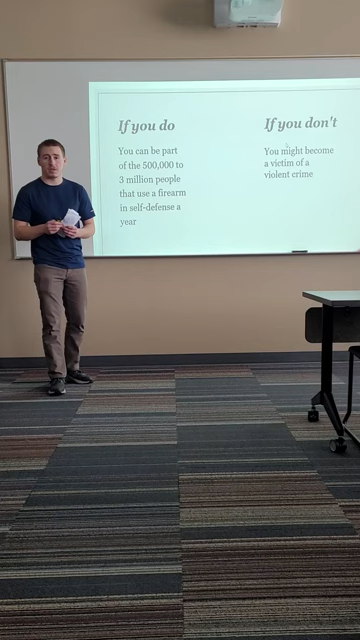 If you do
You can be part
of the 500,000 to
3 million people
that use a firearm
in self-defense a
year
If you don't
You might become
a victim of a
violent crime